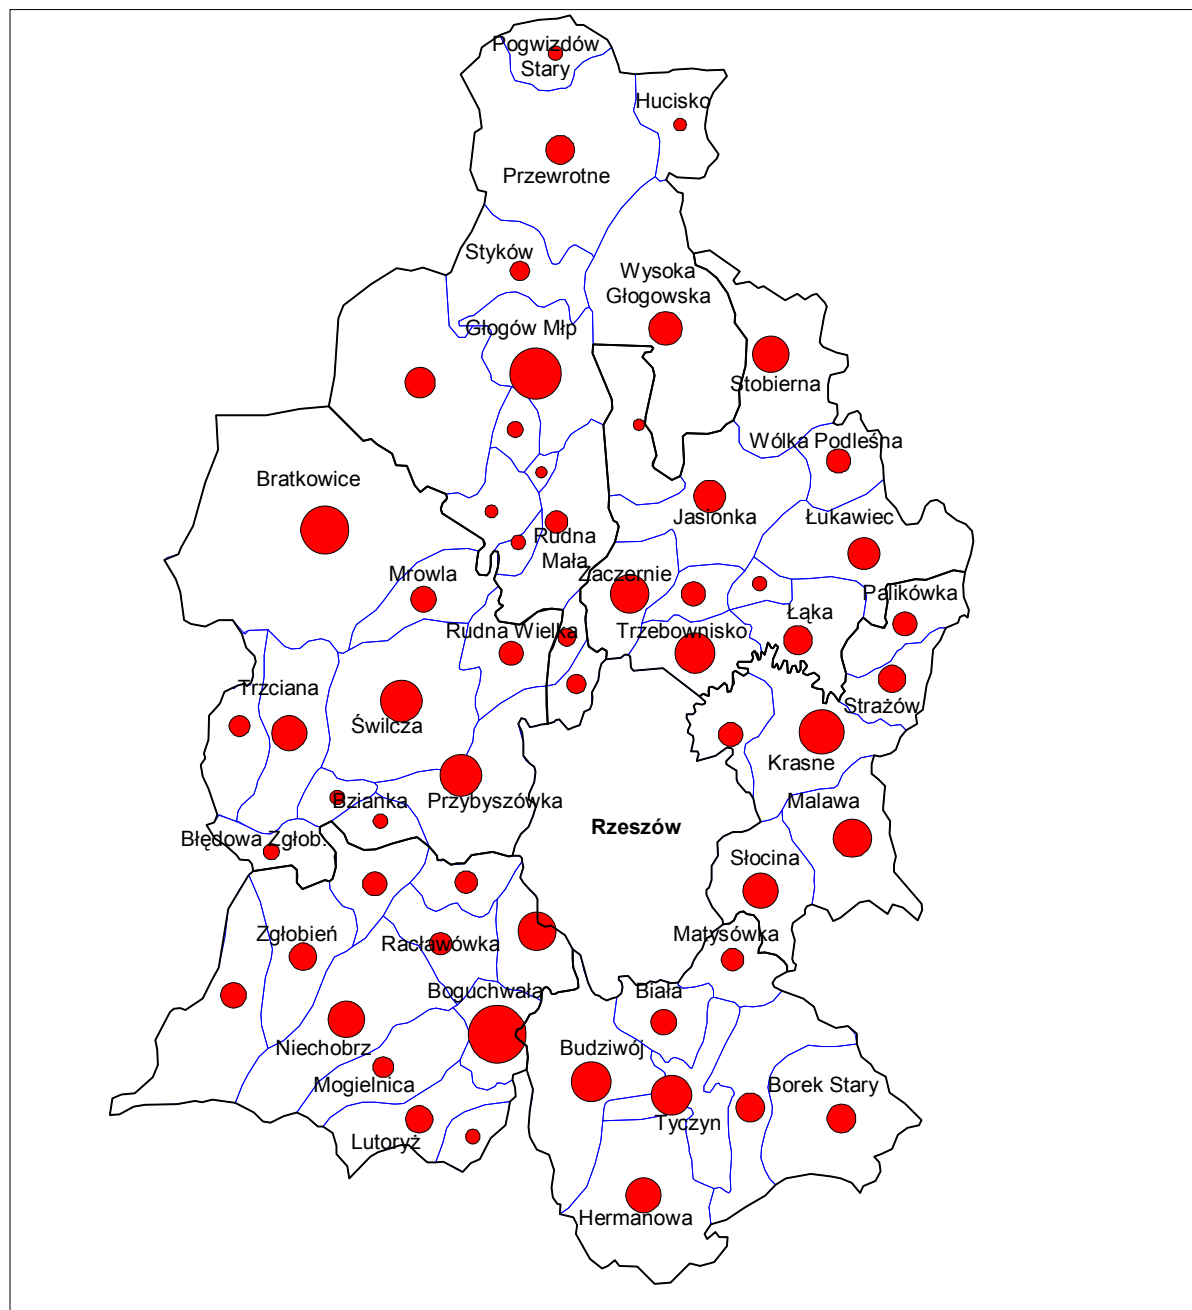 Pogwizdów
Stary
Hucisko
Przewrotne
Styków
Wysoka
Głogowska
Głogów Młp
Stobierna
Wólka Podleśna
Bratkowice
Jasionka
Łukawiec
Rudna
Mała
Mrowla
Zaczernie
Palikówka
Łąka
Rudna Wielka
Trzebownisko
Trzciana
Strażów
Świlcza
Krasne
Bzianka
Przybyszówka
Malawa
Rzeszów
Błędowa Zgłob.
Słocina
Zgłobień
Racławówka
Matysówka
Boguchwała
Biała
Niechobrz
Budziwój
Mogielnica
Borek Stary
Tyczyn
Lutoryż
Hermanowa